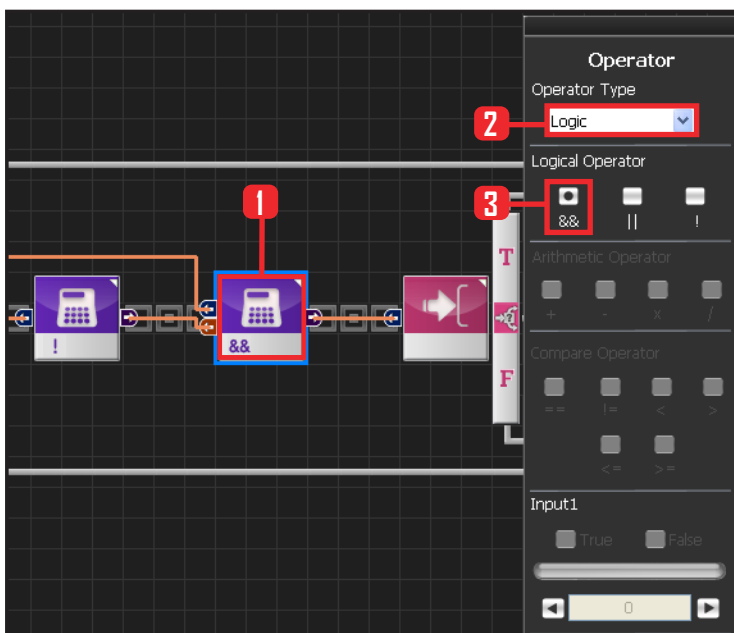 Operator
Operator Type
2
Logic
Logical Operator
1
3
&& || !
T
Arithmetic Operator
+ - x /
! &&
Compare Operator
F
== != < >
<= >=
Input1
True False
0